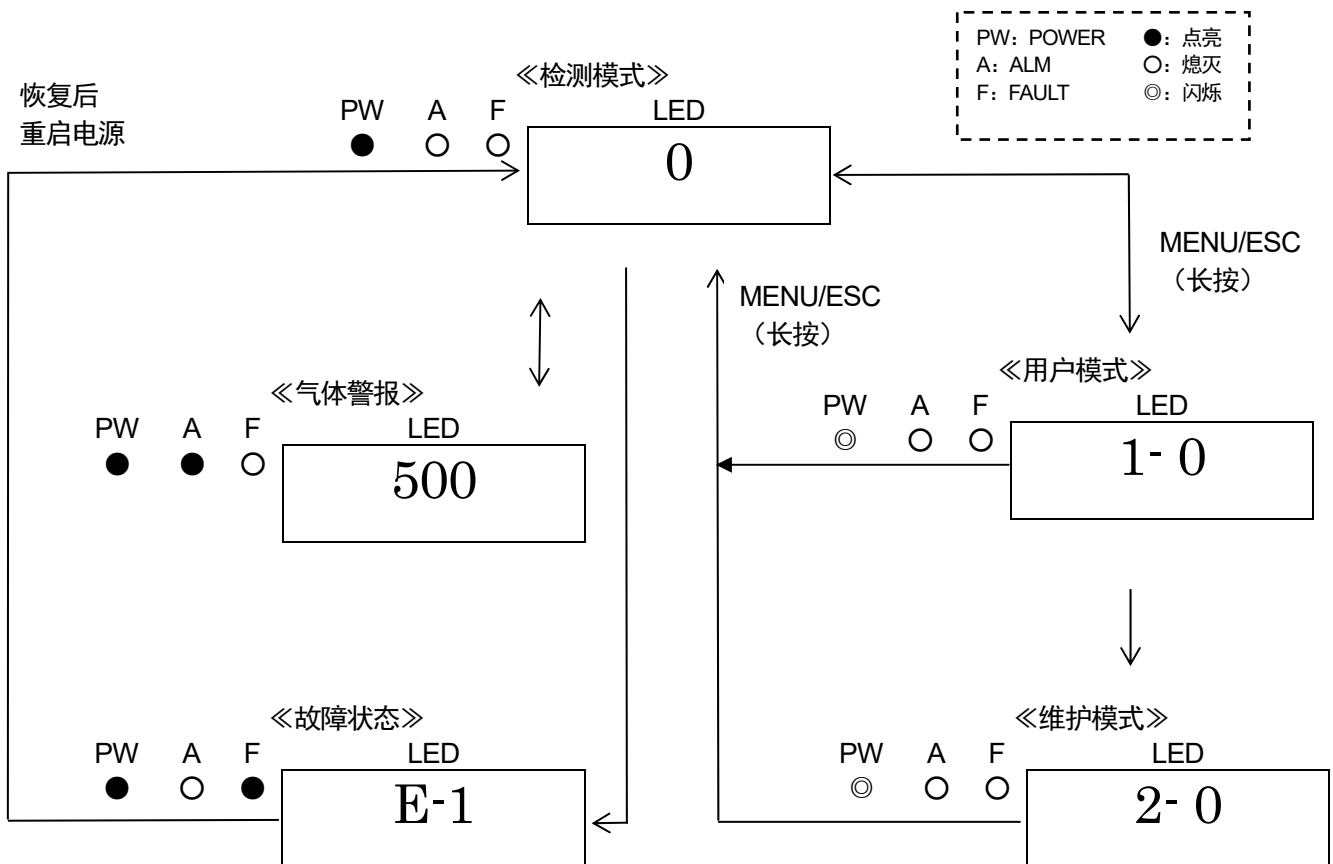 PW：POWER ●：点亮
A：ALM ○：熄灭
F：FAULT ◎：闪烁
≪检测模式≫
恢复后
重启电源
PW A F LED
● ○ ○
0
MENU/ESC
（长按）
MENU/ESC
（长按）
≪气体警报≫
PW A F LED
● ● ○
500
≪用户模式≫
PW A F LED
◎ ○ ○
1- 0
≪故障状态≫
PW A F LED
● ○ ●
E-1
≪维护模式≫
PW A F LED
◎ ○ ○
2- 0